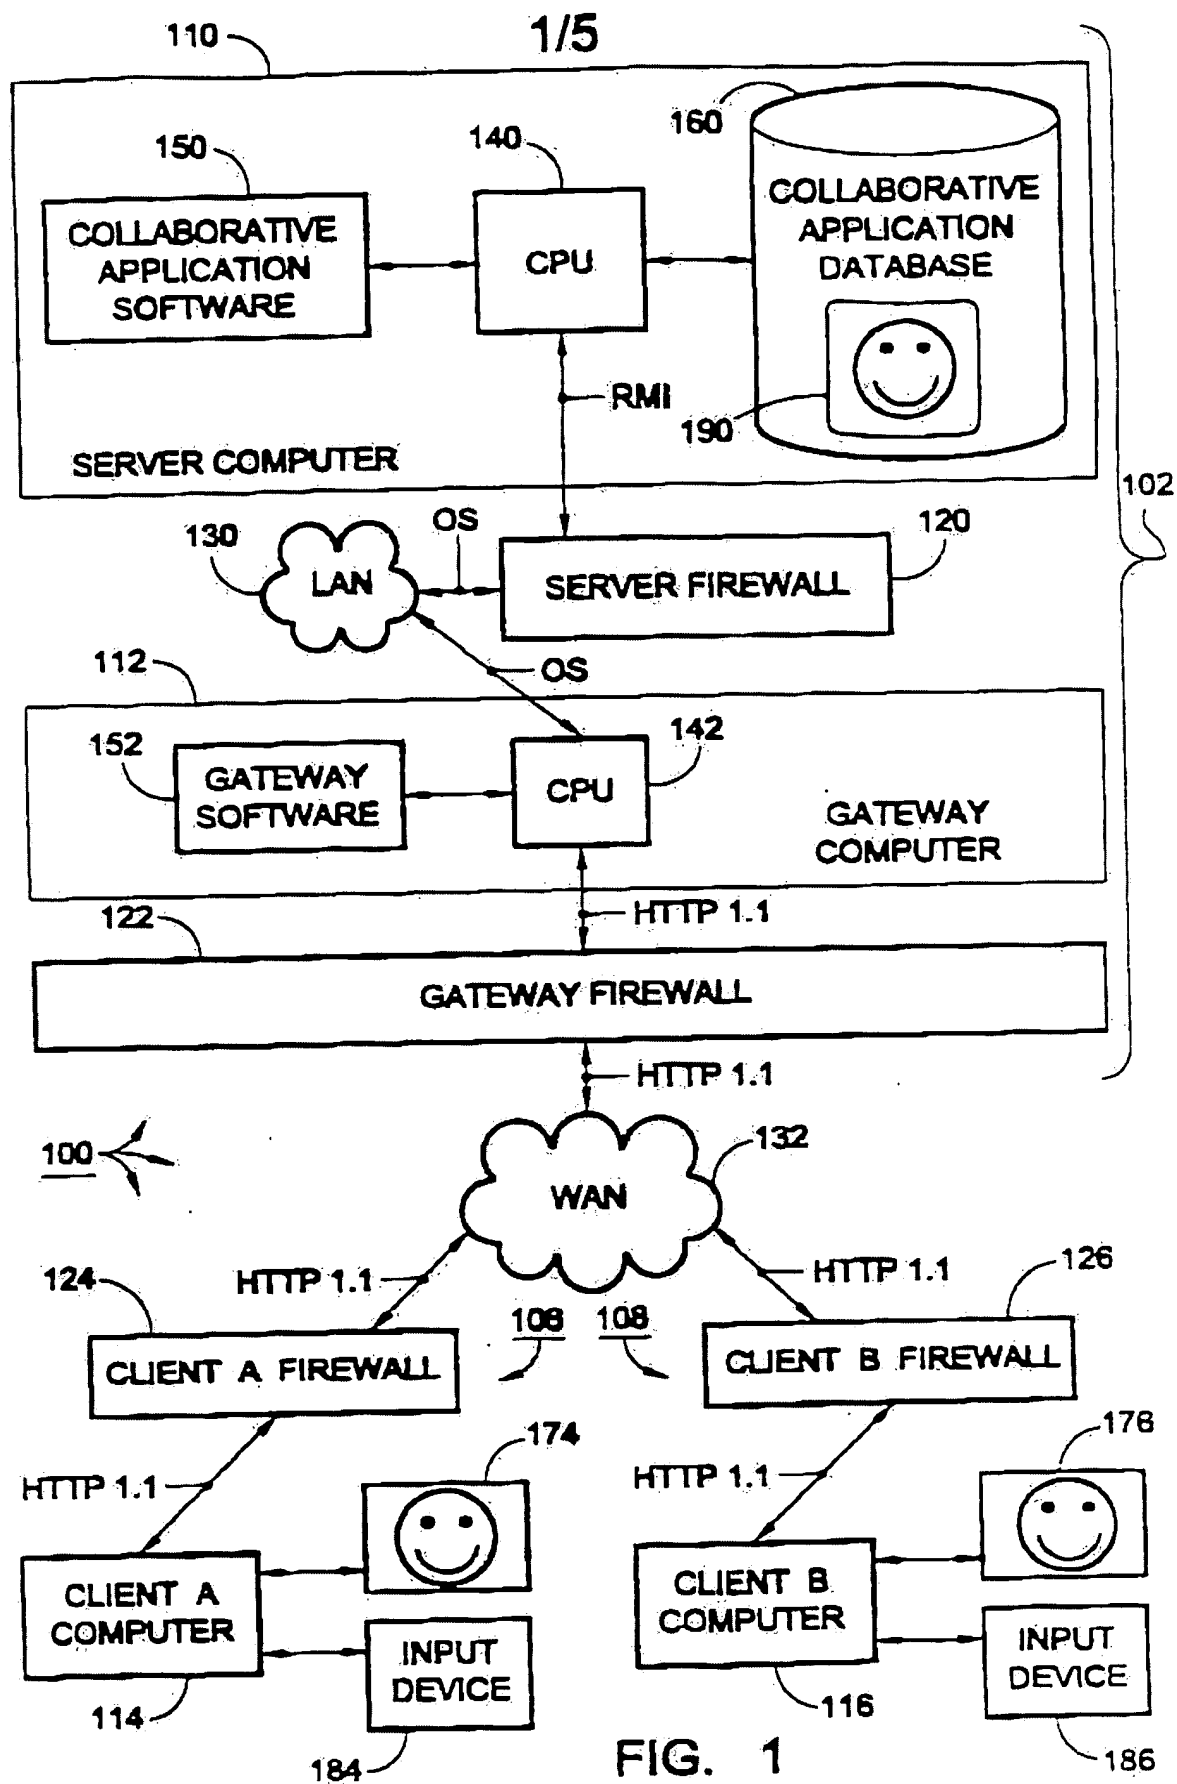 1/5
110
150
140
160
COLLABORATIVE
APPLICATION
SOFTWARE
CPU
COLLABORATIVE
APPLICATION
DATABASE
RMI
190
SERVER COMPUTER
102
130
OS
120
LAN
SERVER FIREWALL
OS
112
152
142
GATEWAY
SOFTWARE
CPU
GATEWAY
COMPUTER
HTTP 1.1
122
GATEWAY FIREWALL
HTTP 1.1
100
132
WAN
124
HTTP 1.1
HTTP 1.1
126
106
108
CLIENT A FIREWALL
CLIENT B FIREWALL
174
176
HTTP 1.1
HTTP 1.1
CLIENT A
COMPUTER
CLIENT B
COMPUTER
INPUT
DEVICE
INPUT
DEVICE
114
184
116
186
FIG. 1